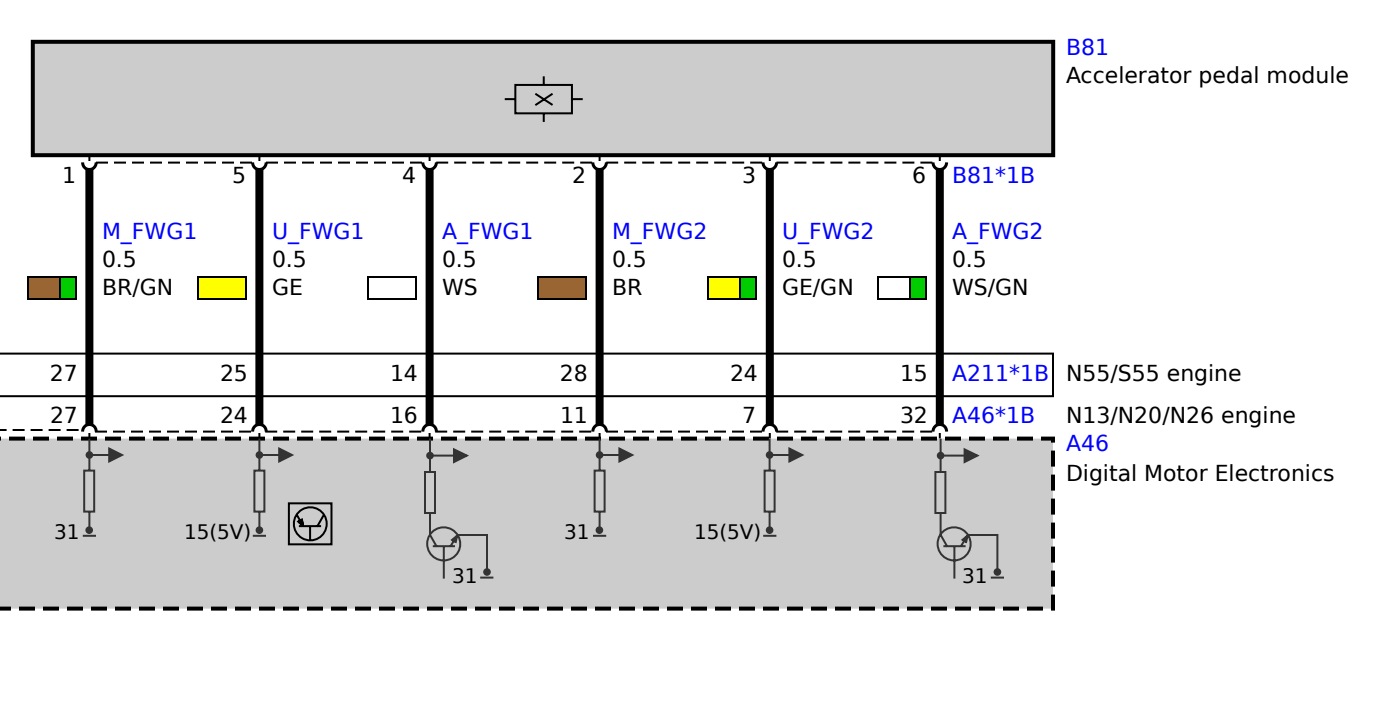 B81
Accelerator pedal module
1 5 4 2 3 6 B81*1B
M_FWG1 U_FWG1 A_FWG1 M_FWG2 U_FWG2 A_FWG2
0.5 0.5 0.5 0.5 0.5 0.5
BR/GN GE WS BR GE/GN WS/GN
27 25 14 28 24 15 A211*1B N55/S55 engine
27 24 16 11 7 32 A46*1B N13/N20/N26 engine
A46
Digital Motor Electronics
31 15(5V) 31 15(5V)
31 31